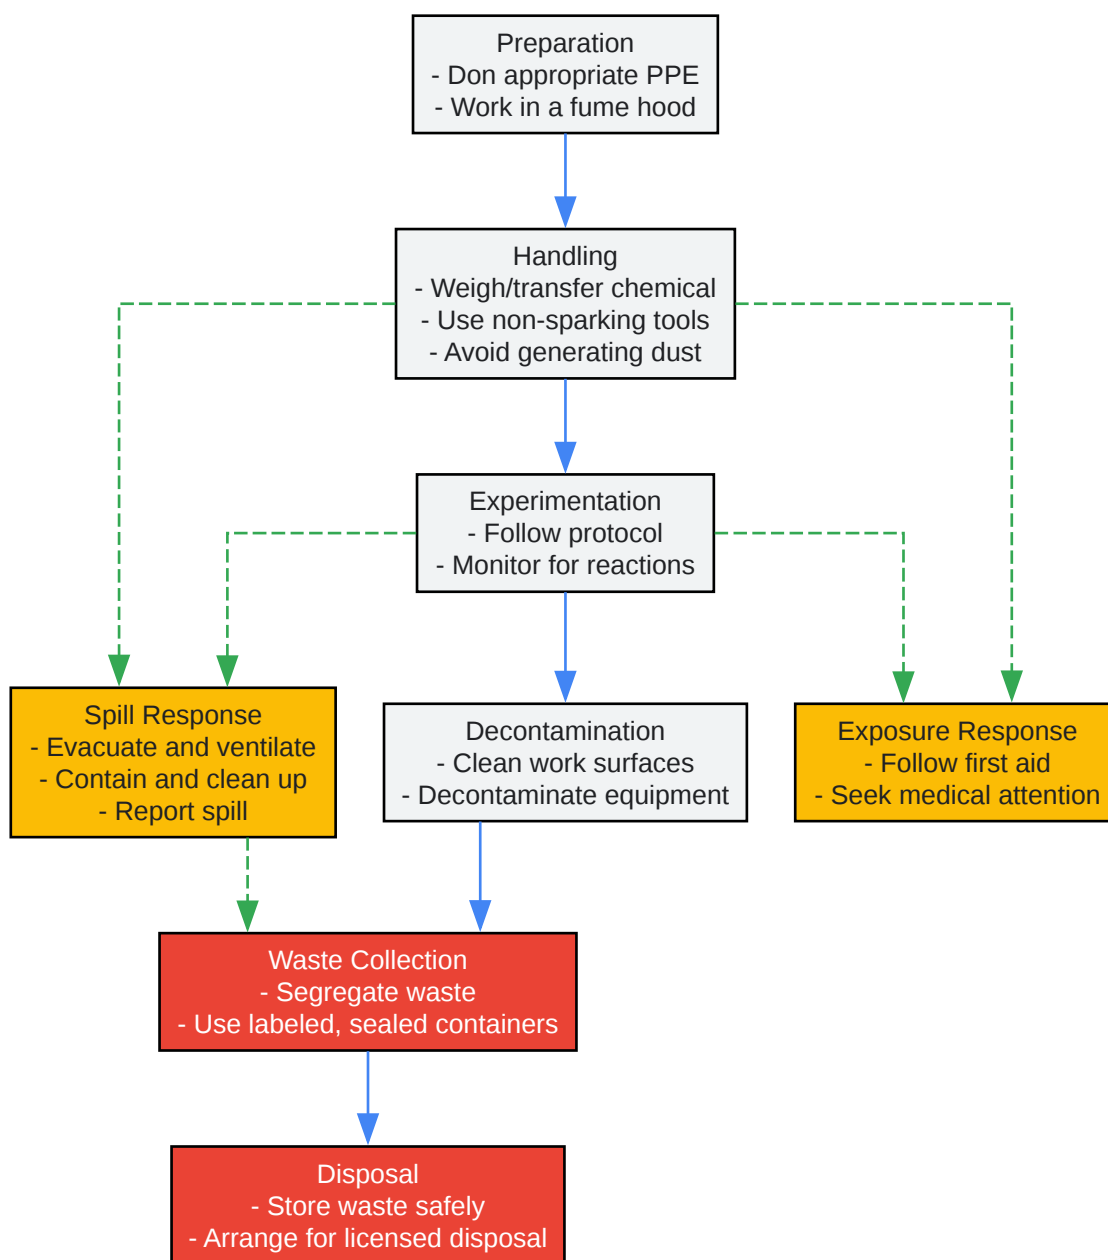 Preparation
- Don appropriate PPE
- Work in a fume hood
Handling
- Weigh/transfer chemical
- Use non-sparking tools
- Avoid generating dust
Experimentation
- Follow protocol
- Monitor for reactions
Spill Response
- Evacuate and ventilate
- Contain and clean up
- Report spill
Decontamination
- Clean work surfaces
- Decontaminate equipment
Exposure Response
- Follow first aid
- Seek medical attention
Waste Collection
- Segregate waste
- Use labeled, sealed containers
Disposal
- Store waste safely
- Arrange for licensed disposal